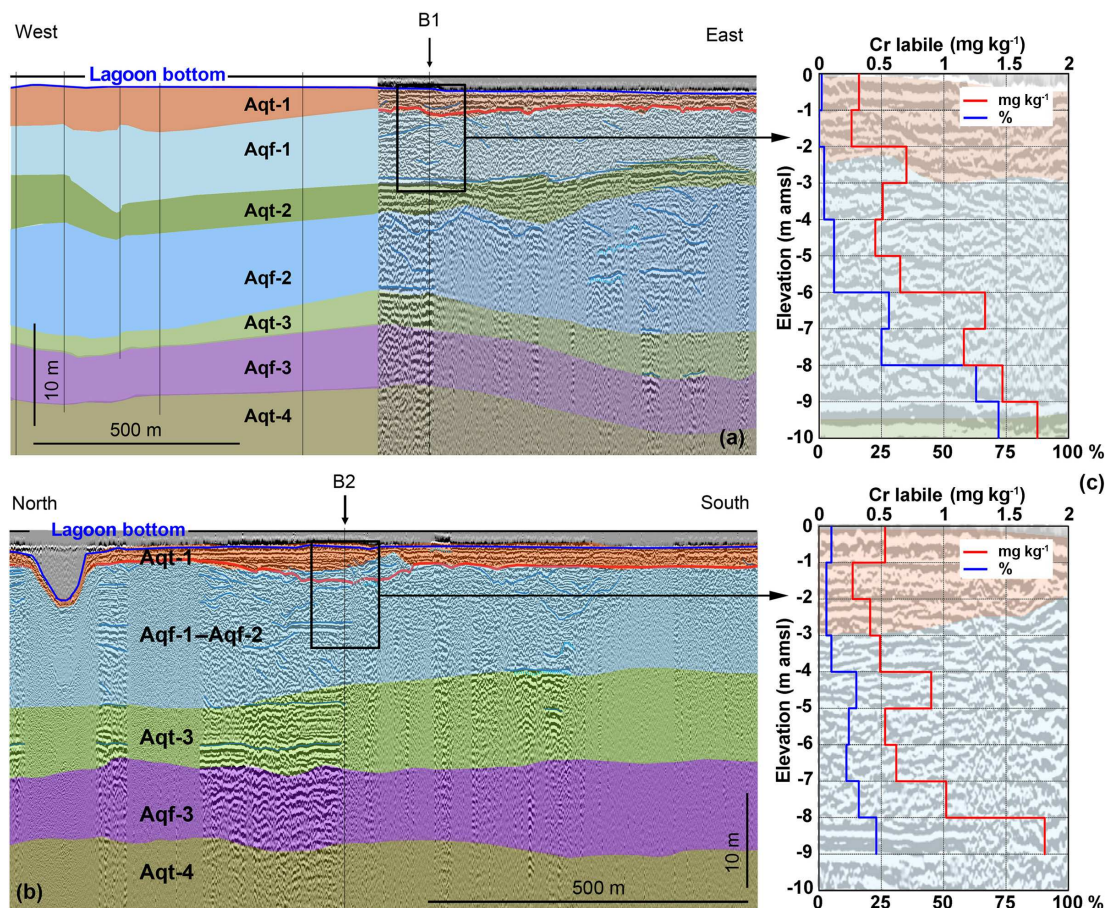 West
B1
East
Lagoon bottom
Aqt-1
Aqf-1
Aqt-2
Aqf-2
Aqt-3
Aqf-3
Aqt-4
10 m
500 m
(a)
Cr labile (mg kg⁻¹)
0 0.5 1 1.5 2
mg kg⁻¹
%
Elevation (m amsl)
0
-1
-2
-3
-4
-5
-6
-7
-8
-9
-10
0 25 50 75 100 %
(c)
North
B2
South
Lagoon bottom
Aqt-1
Aqf-1–Aqf-2
Aqt-3
Aqf-3
Aqt-4
10 m
500 m
(b)
Cr labile (mg kg⁻¹)
0 0.5 1 1.5 2
mg kg⁻¹
%
Elevation (m amsl)
0
-1
-2
-3
-4
-5
-6
-7
-8
-9
-10
0 25 50 75 100 %